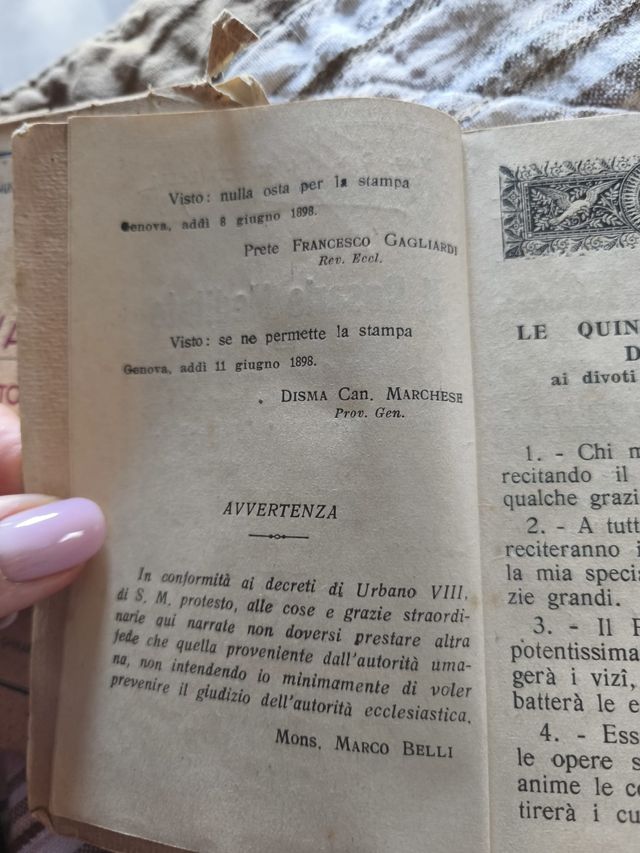 Visto: nulla osta per la stampa
Genova, addì 8 giugno 1898.
Prete FRANCESCO GAGLIARDI
Rev. Eccl.
Visto: se ne permette la stampa
Genova, addì 11 giugno 1898.
DISMA Can. MARCHESE
Prov. Gen.
AVVERTENZA
In conformità ai decreti di Urbano VIII,
di S. M. protesto, alle cose e grazie straordi-
narie qui narrate non doversi prestare altra
fede che quella proveniente dall'autorità uma-
na, non intendendo io minimamente di voler
prevenire il giudizio dell'autorità ecclesiastica.
Mons. MARCO BELLI
LE QUIN
D
ai divoti
1. - Chi m
recitando il
qualche grazi
2. - A tutt
reciteranno i
la mia speci
zie grandi.
3. - Il
potentissima
gerà i vizî,
batterà le e
4. - Ess
le opere s
anime le co
tirerà i cu